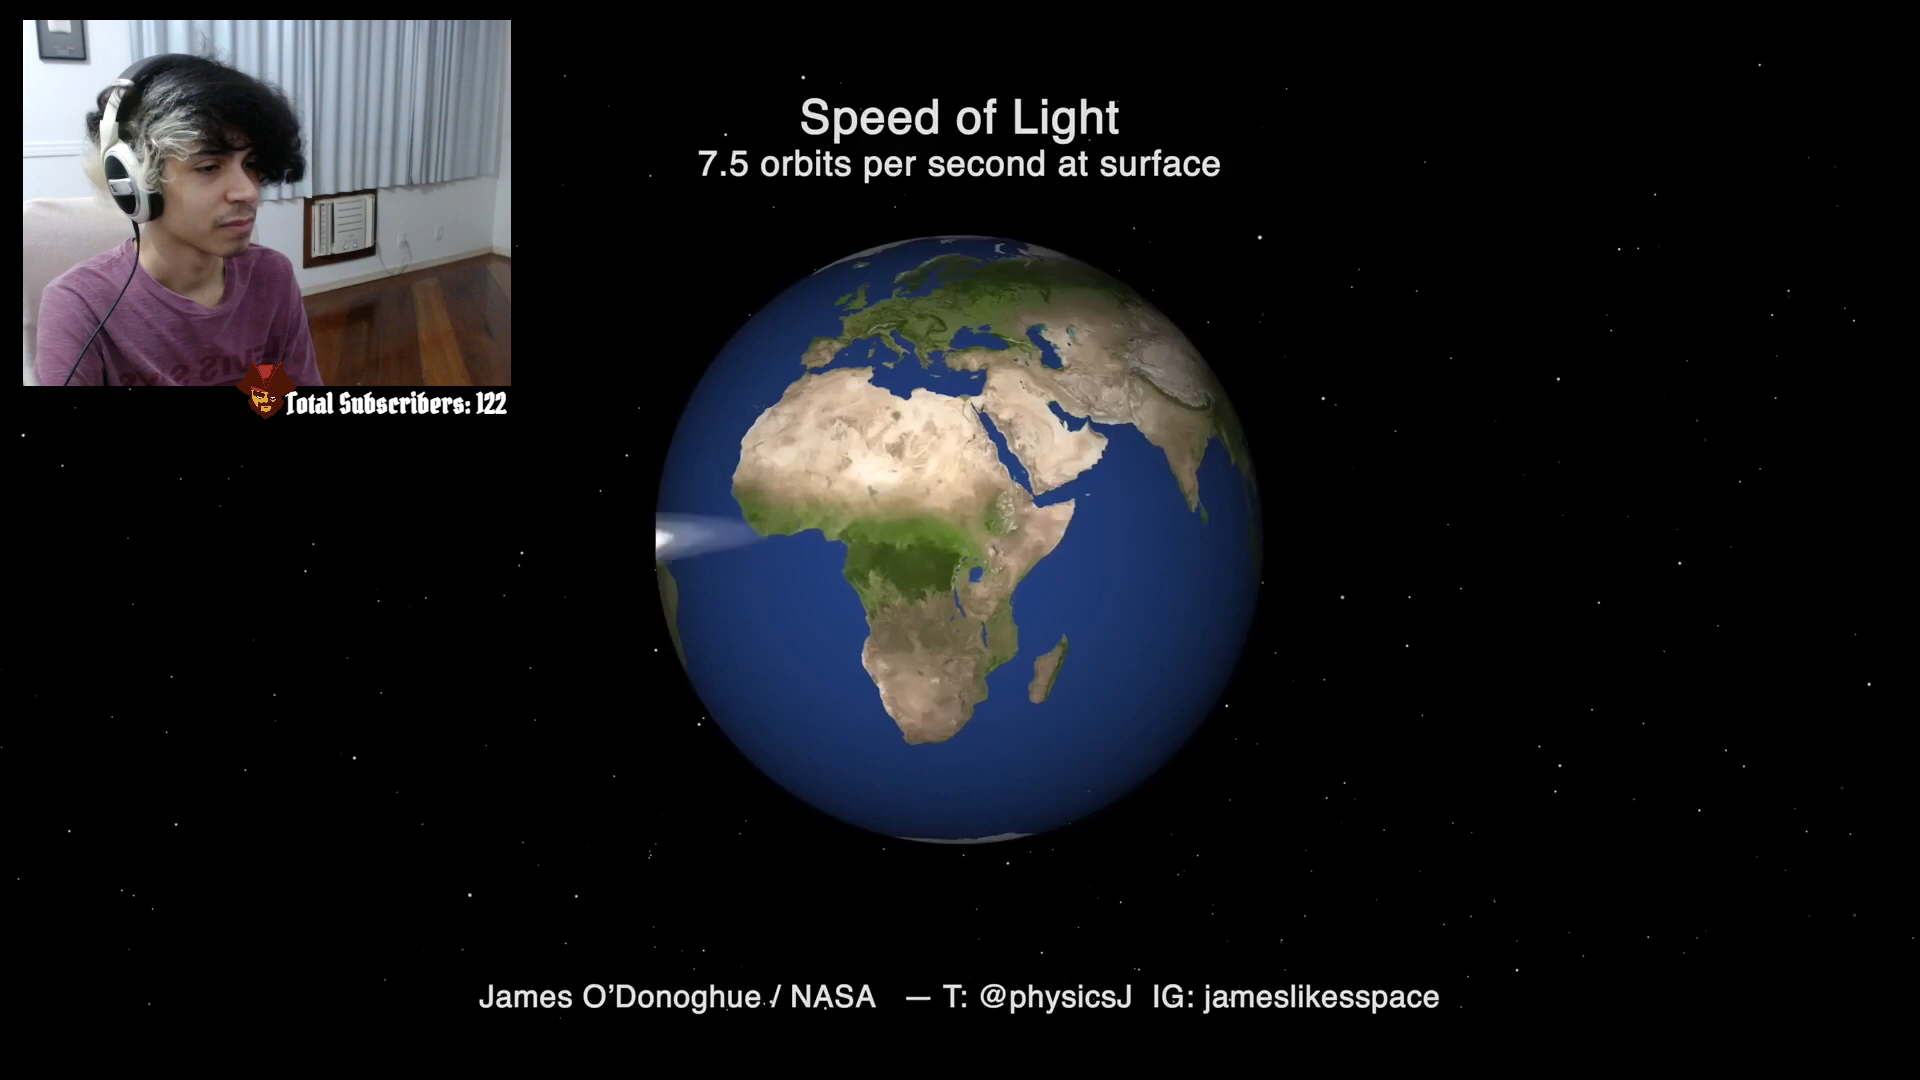 Speed of Light
7.5 orbits per second at surface
Total Subscribers: 122
James O’Donoghue / NASA — T: @physicsJ IG: jameslikesspace